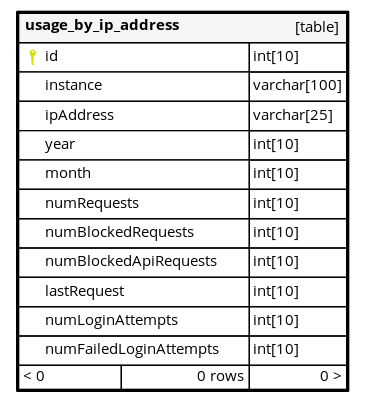 usage_by_ip_address [table]
id int[10]
instance varchar[100]
ipAddress varchar[25]
year int[10]
month int[10]
numRequests int[10]
numBlockedRequests int[10]
numBlockedApiRequests int[10]
lastRequest int[10]
numLoginAttempts int[10]
numFailedLoginAttempts int[10]
< 0 0 rows 0 >